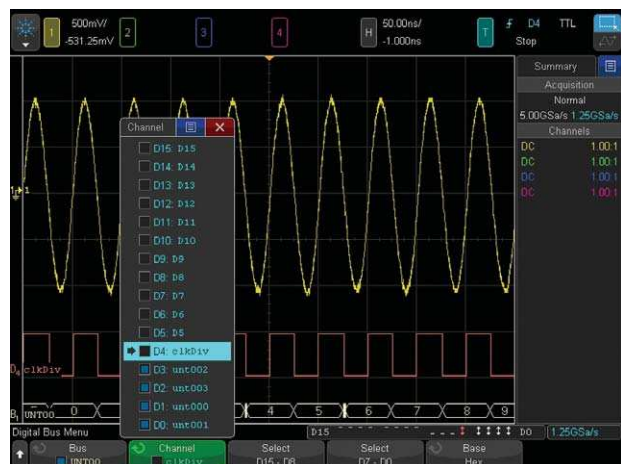 1 500mV/ -531.25mV 2 3 4 H 50.00ns/ -1.000ns T D4 TTL Stop
Summary
Acquisition
Normal
5.00GSa/s 1.25GSa/s
Channels
DC 1.00:1
DC 1.00:1
DC 1.00:1
DC 1.00:1
Channel
D15: D15
D14: D14
D13: D13
D12: D12
D11: D11
D10: D10
D9: D9
D8: D8
D7: D7
D6: D6
D5: D5
D4: clkDiv
D3: unt002
D2: unt003
D1: unt000
D0: unt001
1
D4 clkDiv
B1 UNT00 0 4 5 6 7 8 9
Digital Bus Menu D15 D0 1.25GSa/s
Bus Channel Select Select Base
UNT00 clkDiv D15 - D8 D7 - D0 Hex